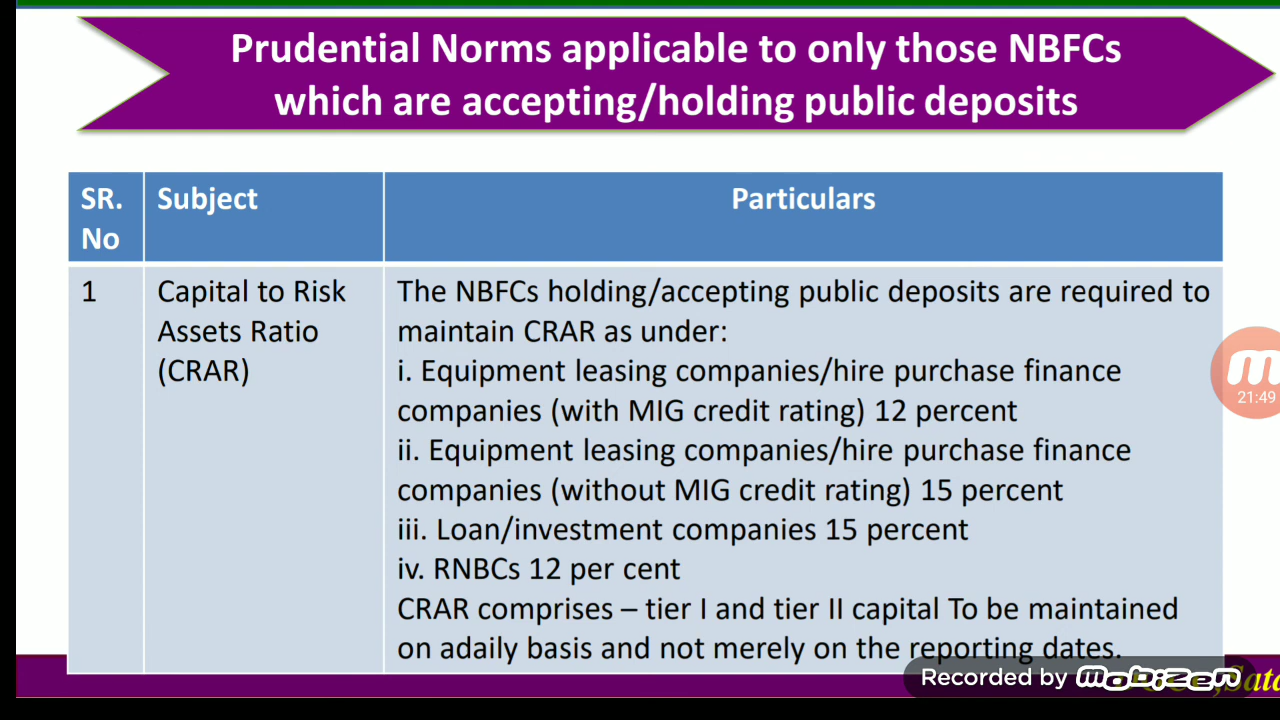 Prudential Norms applicable to only those NBFCs
which are accepting/holding public deposits
SR.
No
Subject
Particulars
1
Capital to Risk
Assets Ratio
(CRAR)
The NBFCs holding/accepting public deposits are required to
maintain CRAR as under:
i. Equipment leasing companies/hire purchase finance
companies (with MIG credit rating) 12 percent
ii. Equipment leasing companies/hire purchase finance
companies (without MIG credit rating) 15 percent
iii. Loan/investment companies 15 percent
iv. RNBCs 12 per cent
CRAR comprises – tier I and tier II capital To be maintained
on adaily basis and not merely on the reporting dates.
21:49
Recorded by Mobizen